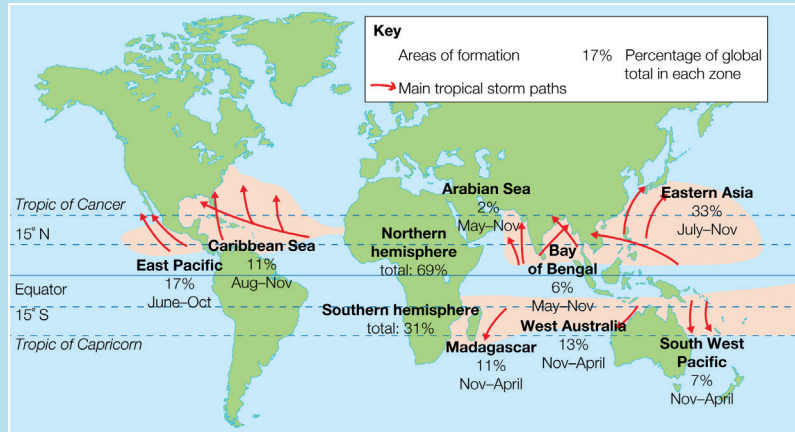 Key
Areas of formation
17% Percentage of global
total in each zone
Main tropical storm paths
Tropic of Cancer
15° N
Equator
15° S
Tropic of Capricorn
East Pacific
17%
June–Oct
Caribbean Sea
11%
Aug–Nov
Northern
hemisphere
total: 69%
Southern hemisphere
total: 31%
Arabian Sea
2%
May–Nov
Bay
of Bengal
6%
May–Nov
Eastern Asia
33%
July–Nov
Madagascar
11%
Nov–April
West Australia
13%
Nov–April
South West
Pacific
7%
Nov–April